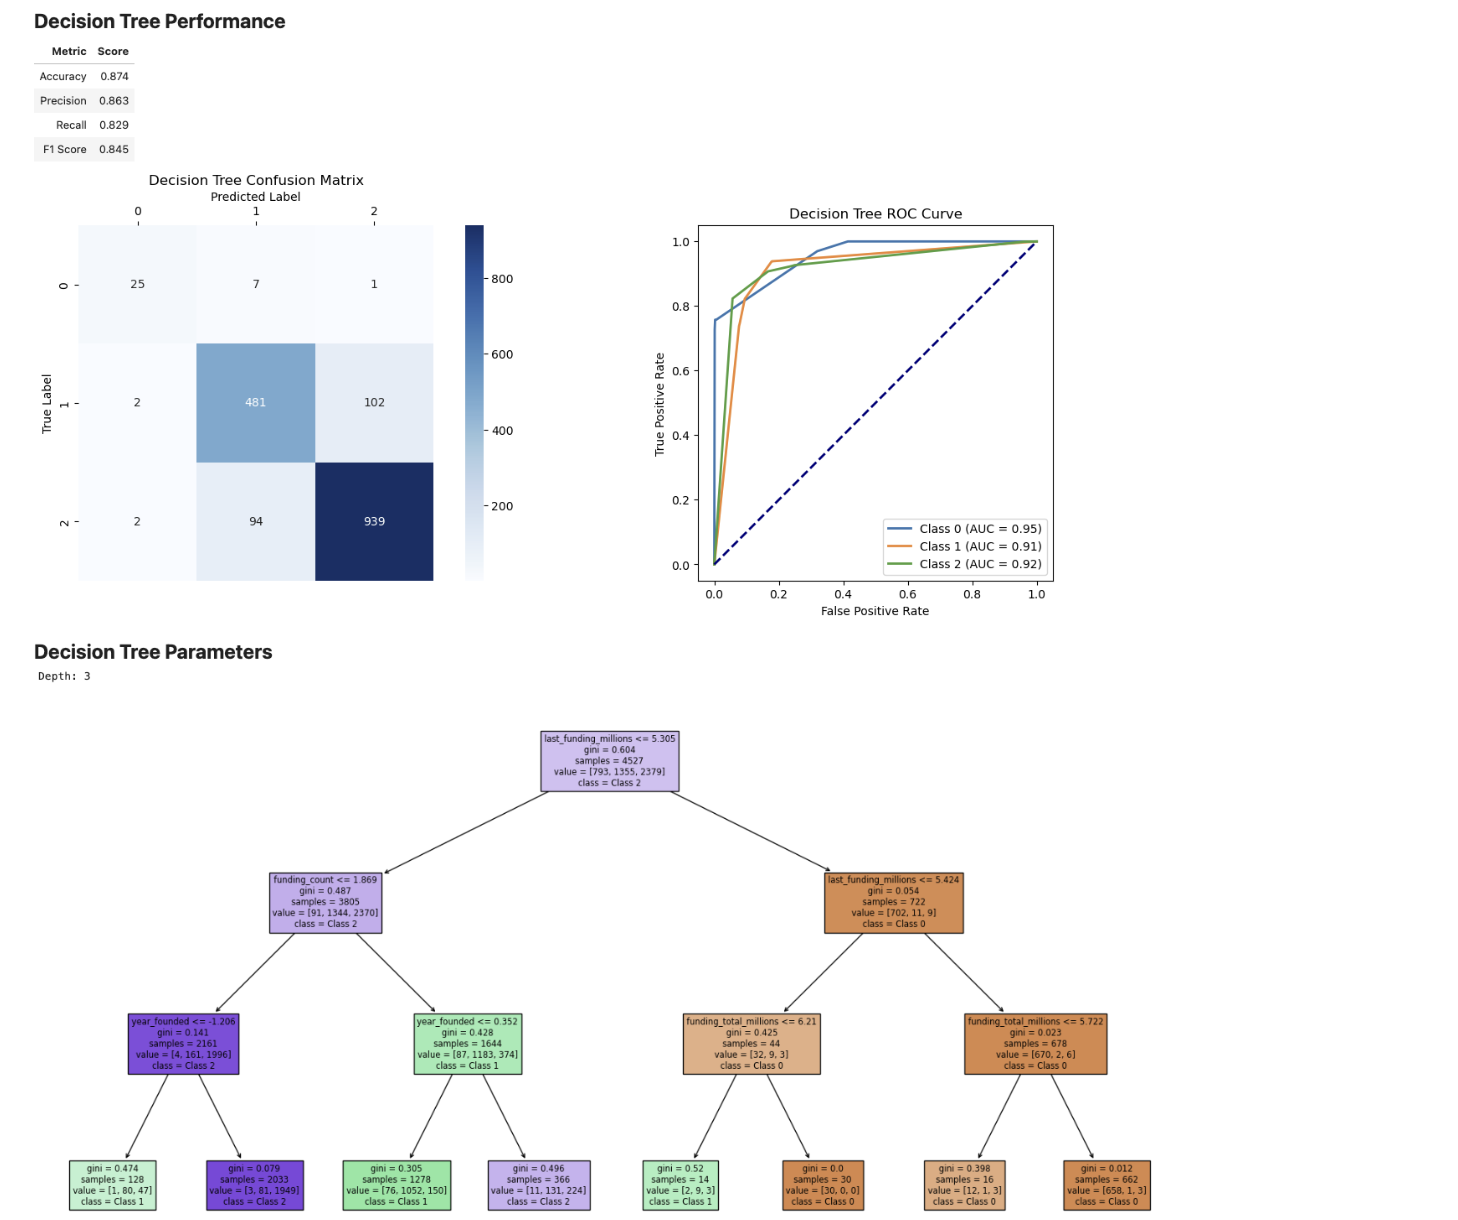 Decision Tree Performance
Metric Score
Accuracy 0.874
Precision 0.863
Recall 0.829
F1 Score 0.845
Decision Tree Confusion Matrix
Predicted Label
0 1 2
True Label
0 25 7 1
1 2 481 102
2 2 94 939
800
600
400
200
Decision Tree ROC Curve
True Positive Rate
1.0
0.8
0.6
0.4
0.2
0.0
Class 0 (AUC = 0.95)
Class 1 (AUC = 0.91)
Class 2 (AUC = 0.92)
0.0 0.2 0.4 0.6 0.8 1.0
False Positive Rate
Decision Tree Parameters
Depth: 3
last_funding_millions <= 5.305
gini = 0.604
samples = 4527
value = [793, 1355, 2379]
class = Class 2
funding_count <= 1.869
gini = 0.487
samples = 3805
value = [91, 1344, 2370]
class = Class 2
last_funding_millions <= 5.424
gini = 0.054
samples = 722
value = [702, 11, 9]
class = Class 0
year_founded <= -1.206
gini = 0.141
samples = 2161
value = [4, 161, 1996]
class = Class 2
year_founded <= 0.352
gini = 0.428
samples = 1644
value = [87, 1183, 374]
class = Class 1
funding_total_millions <= 6.21
gini = 0.425
samples = 44
value = [32, 9, 3]
class = Class 0
funding_total_millions <= 5.722
gini = 0.023
samples = 678
value = [670, 2, 6]
class = Class 0
gini = 0.474
samples = 128
value = [1, 80, 47]
class = Class 1
gini = 0.079
samples = 2033
value = [3, 81, 1949]
class = Class 2
gini = 0.305
samples = 1278
value = [76, 1052, 150]
class = Class 1
gini = 0.496
samples = 366
value = [11, 131, 224]
class = Class 2
gini = 0.52
samples = 14
value = [2, 9, 3]
class = Class 1
gini = 0.0
samples = 30
value = [30, 0, 0]
class = Class 0
gini = 0.398
samples = 16
value = [12, 1, 3]
class = Class 0
gini = 0.012
samples = 662
value = [658, 1, 3]
class = Class 0